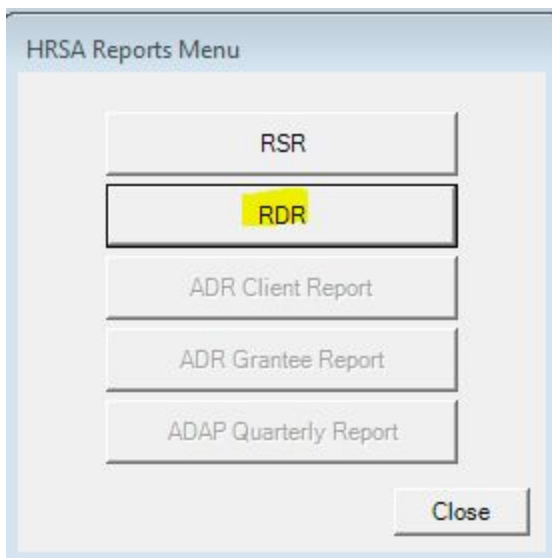 HRSA Reports Menu
RSR
RDR
ADR Client Report
ADR Grantee Report
ADAP Quarterly Report
Close